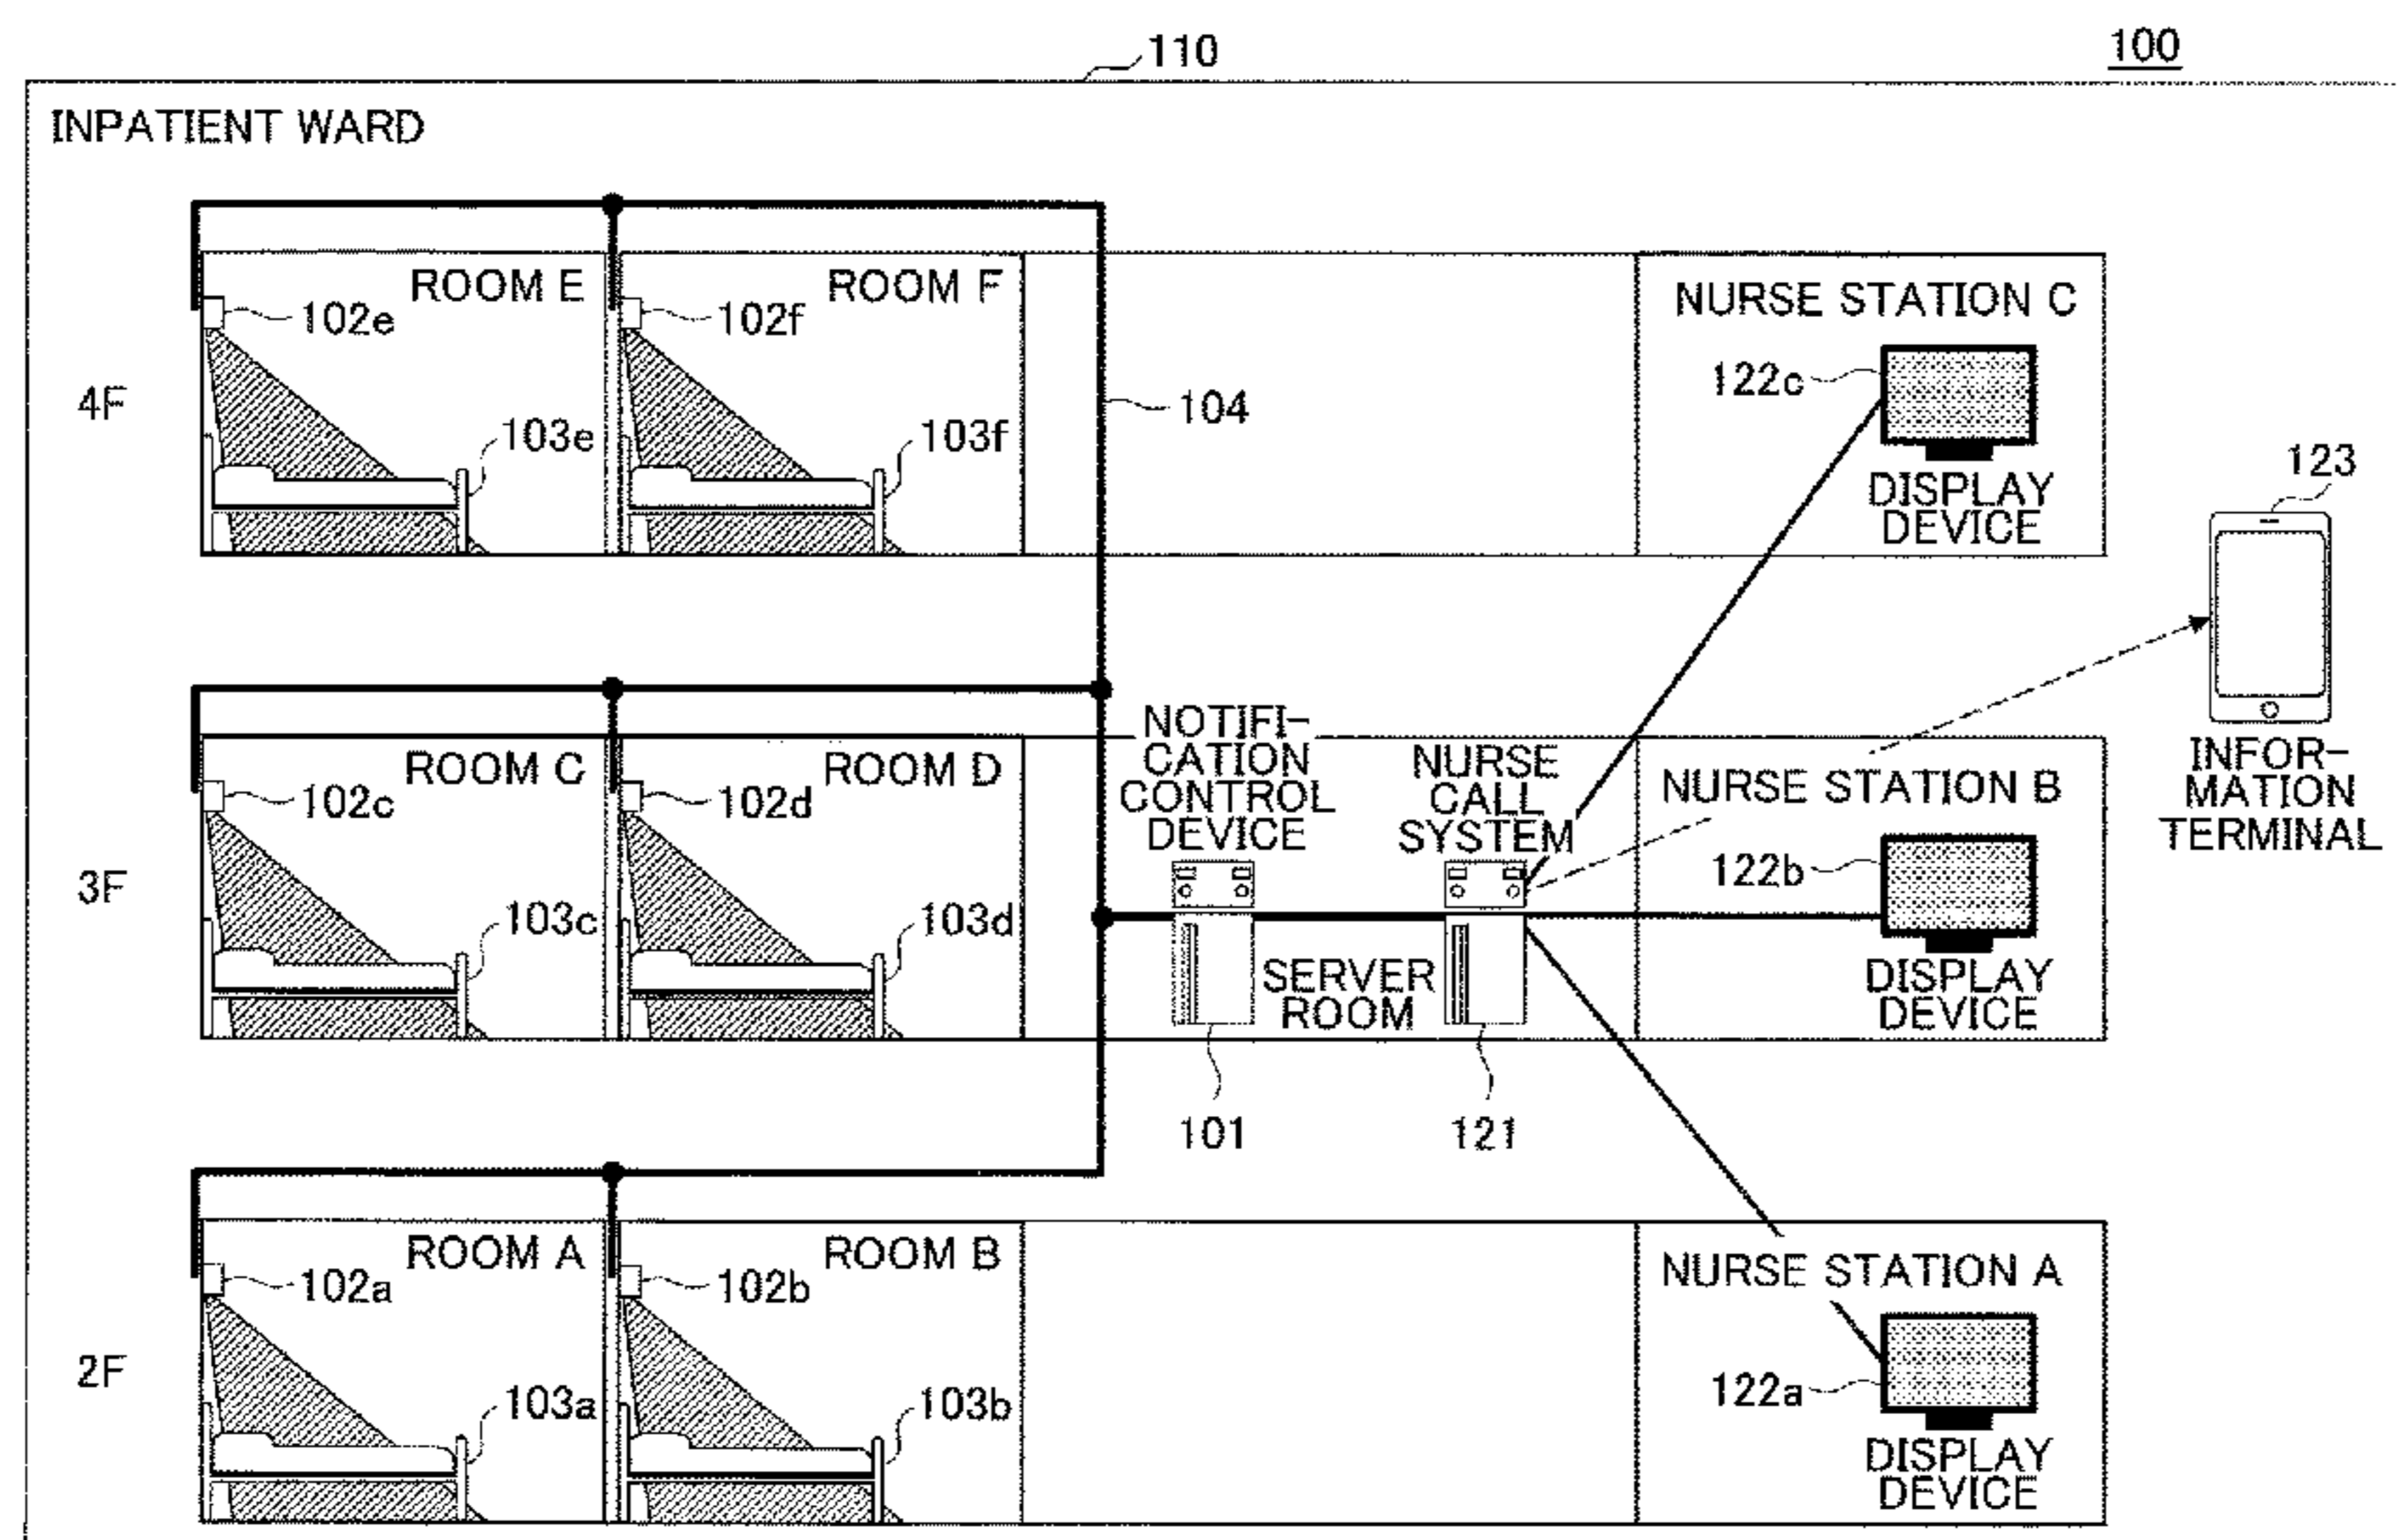 110
100
INPATIENT WARD
4F
ROOM E
102e
103e
ROOM F
102f
103f
104
NURSE STATION C
122c
DISPLAY
DEVICE
123
INFOR-
MATION
TERMINAL
3F
ROOM C
102c
103c
ROOM D
102d
103d
NOTIFI-
CATION
CONTROL
DEVICE
NURSE
CALL
SYSTEM
SERVER
ROOM
101
121
NURSE STATION B
122b
DISPLAY
DEVICE
2F
ROOM A
102a
103a
ROOM B
102b
103b
NURSE STATION A
122a
DISPLAY
DEVICE